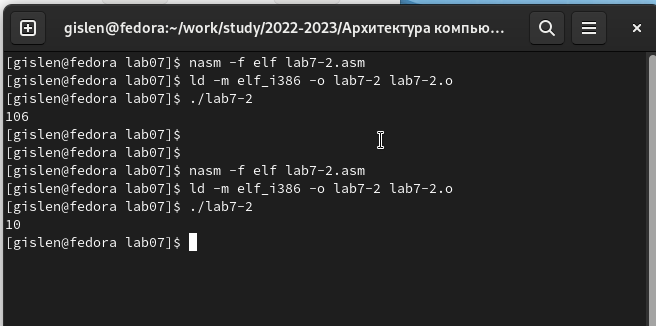 gislen@fedora:~/work/study/2022-2023/Архитектура компью...
[gislen@fedora lab07]$ nasm -f elf lab7-2.asm
[gislen@fedora lab07]$ ld -m elf_i386 -o lab7-2 lab7-2.o
[gislen@fedora lab07]$ ./lab7-2
106
[gislen@fedora lab07]$
[gislen@fedora lab07]$
[gislen@fedora lab07]$ nasm -f elf lab7-2.asm
[gislen@fedora lab07]$ ld -m elf_i386 -o lab7-2 lab7-2.o
[gislen@fedora lab07]$ ./lab7-2
10
[gislen@fedora lab07]$